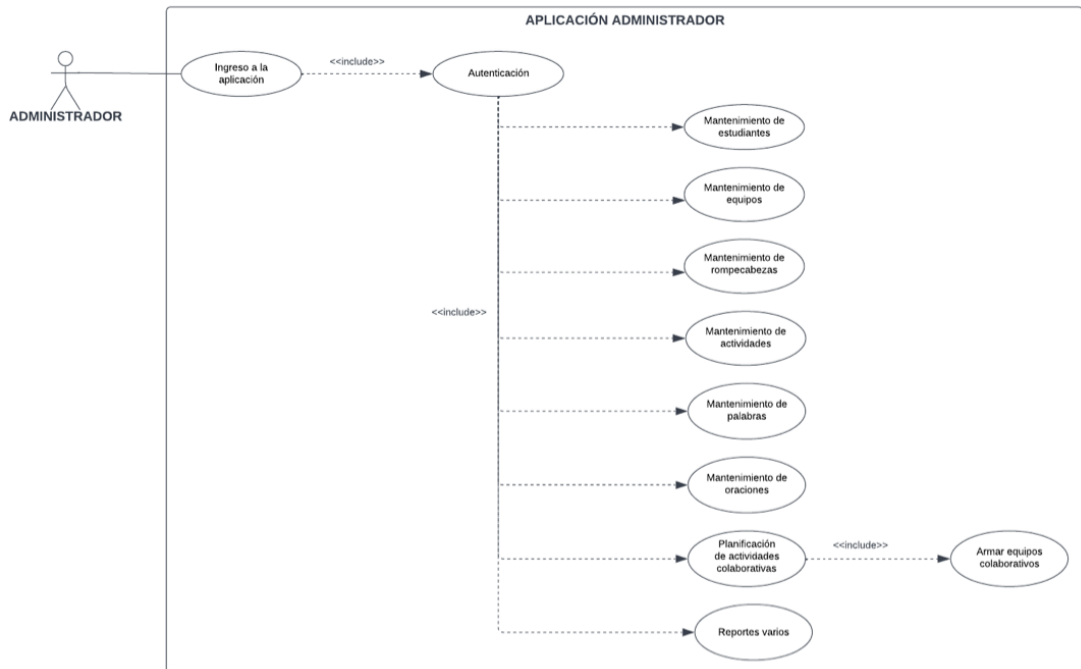 APLICACIÓN ADMINISTRADOR
ADMINISTRADOR
Ingreso a la
aplicación
<<include>>
Autenticación
Mantenimiento de
estudiantes
Mantenimiento de
equipos
Mantenimiento de
rompecabezas
<<include>>
Mantenimiento de
actividades
Mantenimiento de
palabras
Mantenimiento de
oraciones
Planificación
de actividades
colaborativas
<<include>>
Armar equipos
colaborativos
Reportes varios